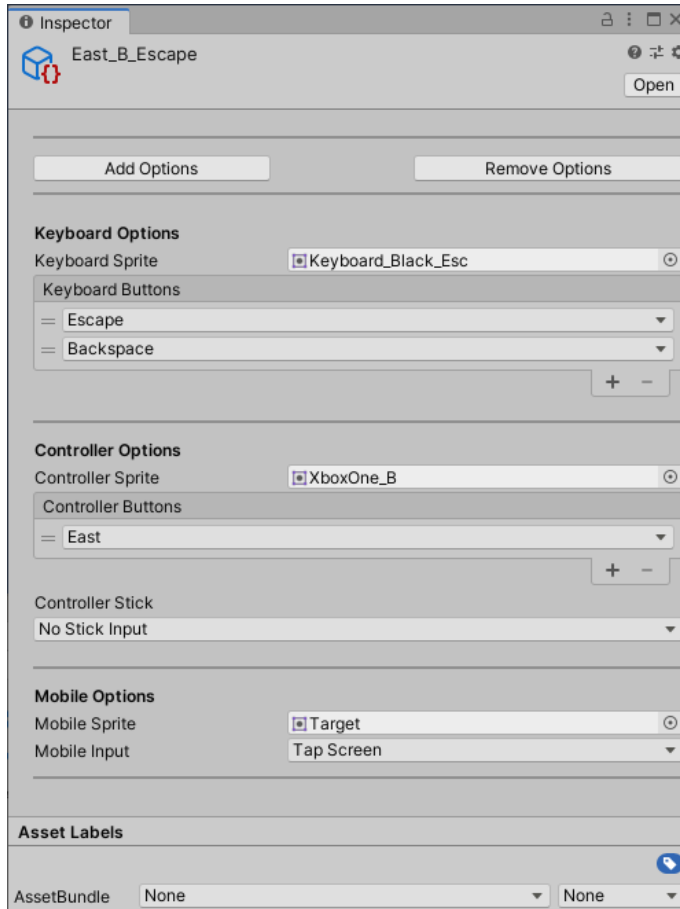 Inspector
East_B_Escape
Open
Add Options Remove Options
Keyboard Options
Keyboard Sprite Keyboard_Black_Esc
Keyboard Buttons
Escape
Backspace
Controller Options
Controller Sprite XboxOne_B
Controller Buttons
East
Controller Stick
No Stick Input
Mobile Options
Mobile Sprite Target
Mobile Input Tap Screen
Asset Labels
AssetBundle None None